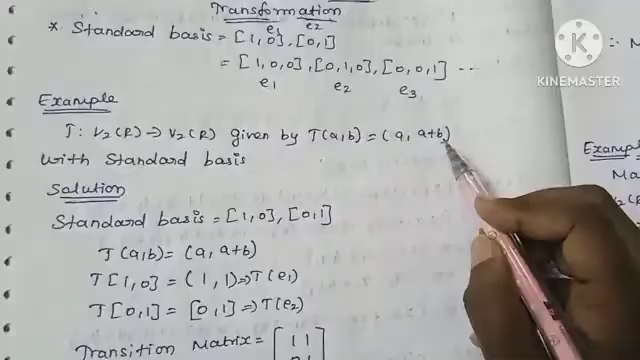 Transformation
* Standard basis = [1,0], [0,1]
e1 e2
= [1,0,0], [0,1,0], [0,0,1] ...
e1 e2 e3
KINEMASTER
Example
Example
T: V2(R) → V2(R) given by T(a,b) = (a, a+b)
with Standard basis
Solution
Standard basis = [1,0], [0,1]
T(a,b) = (a, a+b)
T[1,0] = (1,1) ⇒ T(e1)
T[0,1] = [0,1] ⇒ T(e2)
Transition Matrix = [1 1